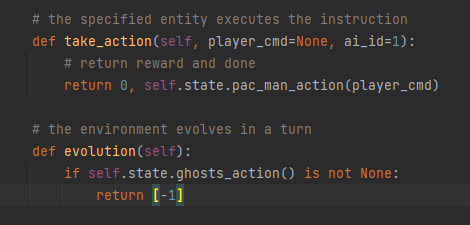 # the specified entity executes the instruction
def take_action(self, player_cmd=None, ai_id=1):
    # return reward and done
    return 0, self.state.pac_man_action(player_cmd)

# the environment evolves in a turn
def evolution(self):
    if self.state.ghosts_action() is not None:
        return [-1]